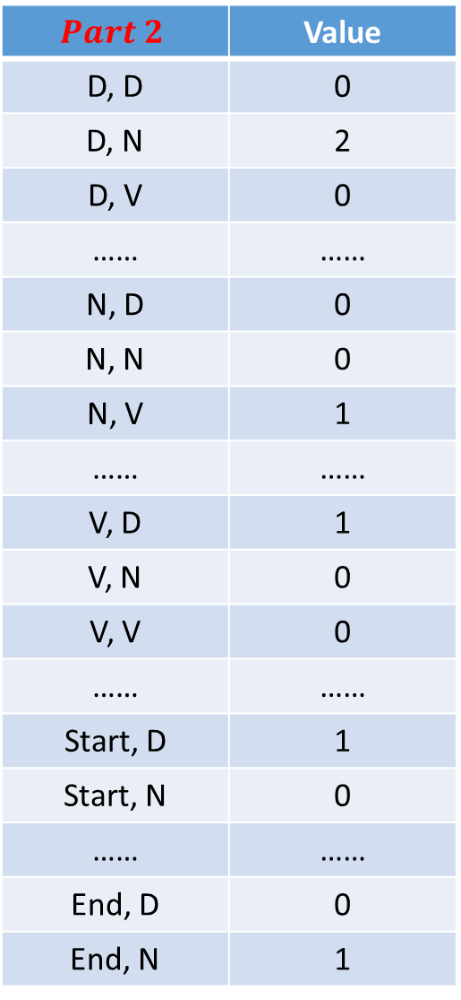 Part 2 Value
D, D 0
D, N 2
D, V 0
...... ......
N, D 0
N, N 0
N, V 1
...... ......
V, D 1
V, N 0
V, V 0
...... ......
Start, D 1
Start, N 0
...... ......
End, D 0
End, N 1